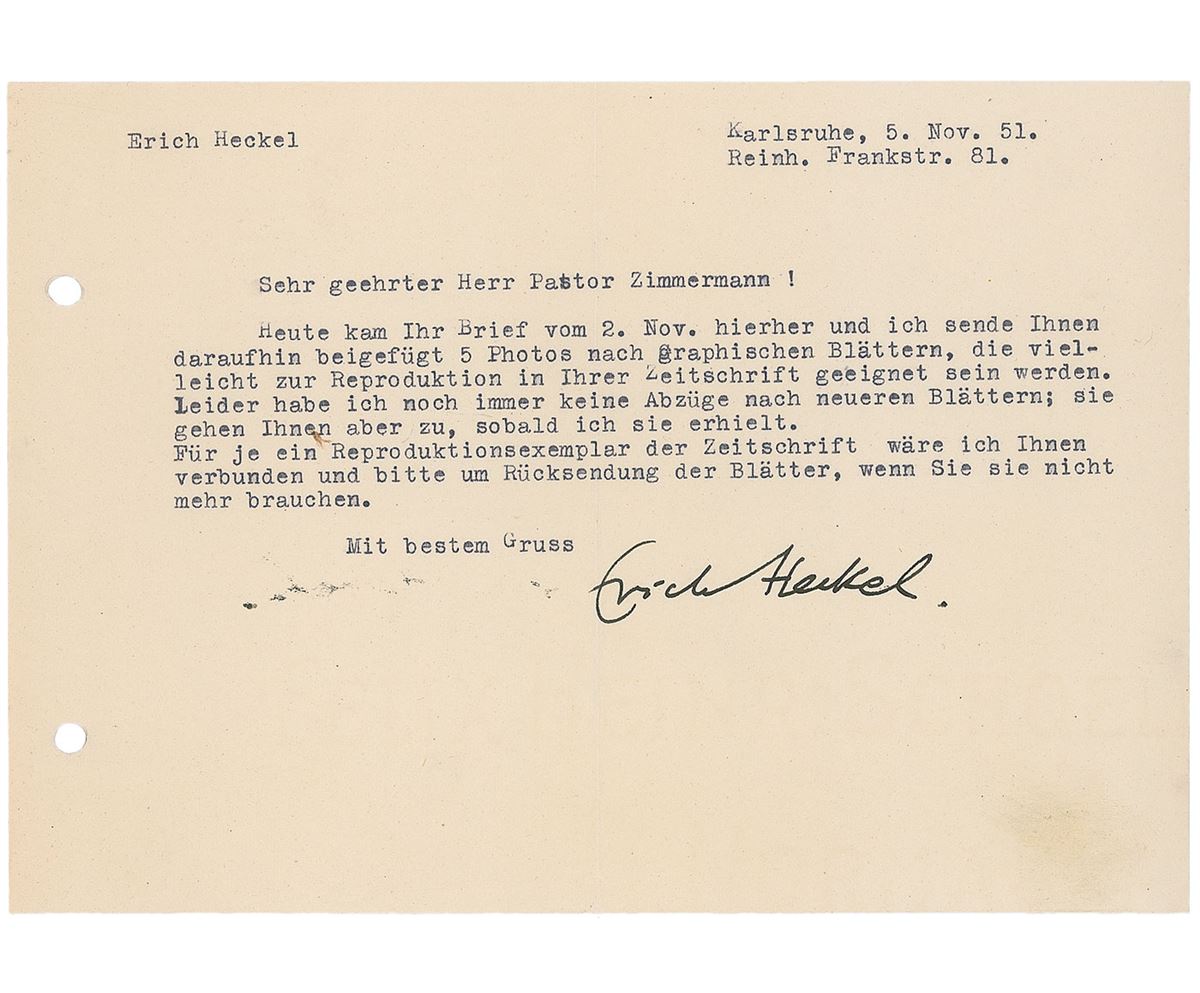 Erich Heckel
Karlsruhe, 5. Nov. 51.
Reinh. Frankstr. 81.
Sehr geehrter Herr Pastor Zimmermann !
Heute kam Ihr Brief vom 2. Nov. hierher und ich sende Ihnen
daraufhin beigefügt 5 Photos nach graphischen Blättern, die viel-
leicht zur Reproduktion in Ihrer Zeitschrift geeignet sein werden.
Leider habe ich noch immer keine Abzüge nach neueren Blättern; sie
gehen Ihnen aber zu, sobald ich sie erhielt.
Für je ein Reproduktionsexemplar der Zeitschrift wäre ich Ihnen
verbunden und bitte um Rücksendung der Blätter, wenn Sie sie nicht
mehr brauchen.
Mit bestem Gruss
Erich Heckel.